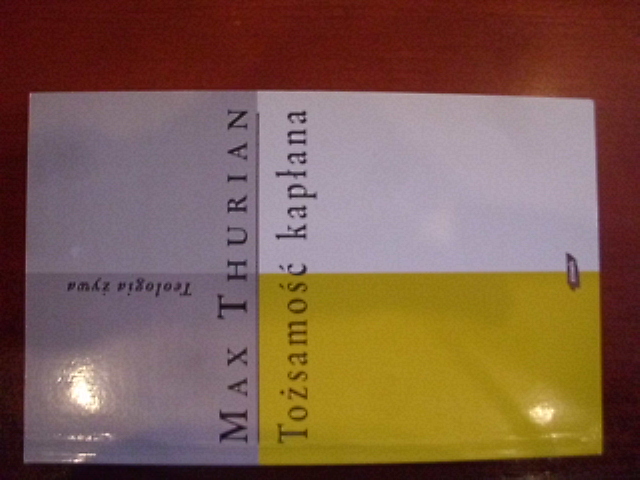 MAX THURIAN
Tożsamość kapłana
Teologia żywa